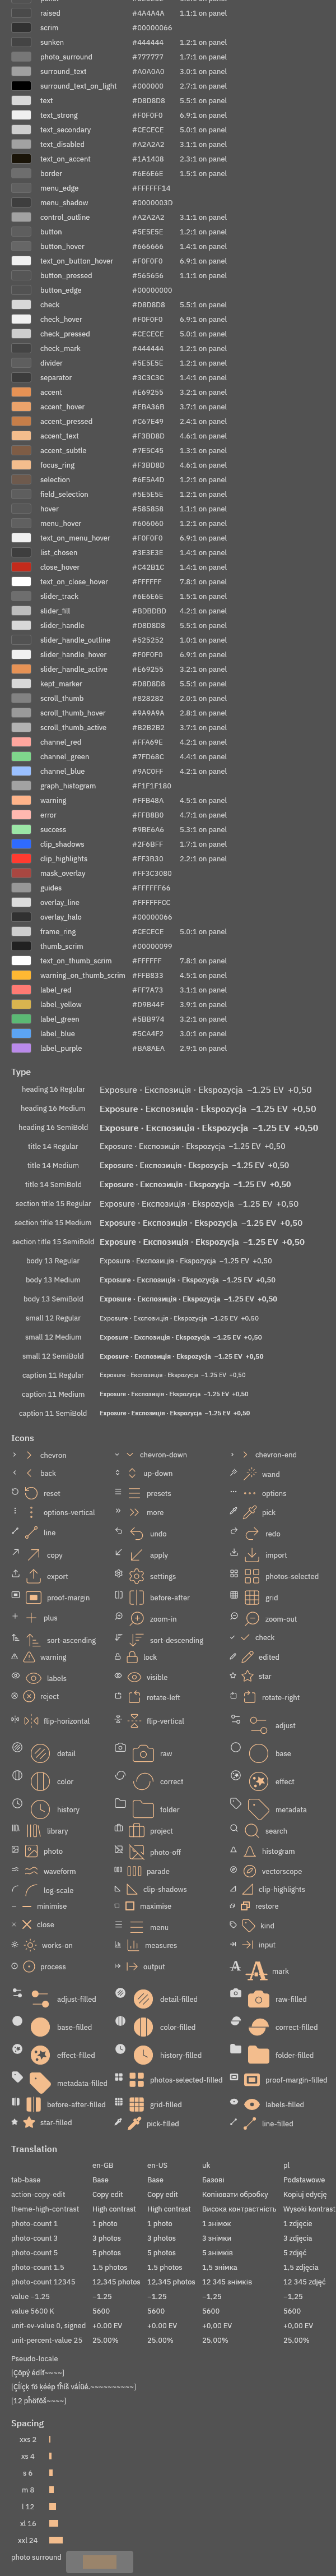 raised #4A4A4A 1.1:1 on panel
scrim #00000066
sunken #444444 1.2:1 on panel
photo_surround #777777 1.7:1 on panel
surround_text #A0A0A0 3.0:1 on panel
surround_text_on_light #000000 2.7:1 on panel
text #D8D8D8 5.5:1 on panel
text_strong #F0F0F0 6.9:1 on panel
text_secondary #CECECE 5.0:1 on panel
text_disabled #A2A2A2 3.1:1 on panel
text_on_accent #1A1408 2.3:1 on panel
border #6E6E6E 1.5:1 on panel
menu_edge #FFFFFF14
menu_shadow #0000003D
control_outline #A2A2A2 3.1:1 on panel
button #5E5E5E 1.2:1 on panel
button_hover #666666 1.4:1 on panel
text_on_button_hover #F0F0F0 6.9:1 on panel
button_pressed #565656 1.1:1 on panel
button_edge #00000000
check #D8D8D8 5.5:1 on panel
check_hover #F0F0F0 6.9:1 on panel
check_pressed #CECECE 5.0:1 on panel
check_mark #444444 1.2:1 on panel
divider #5E5E5E 1.2:1 on panel
separator #3C3C3C 1.4:1 on panel
accent #E69255 3.2:1 on panel
accent_hover #EBA36B 3.7:1 on panel
accent_pressed #C67E49 2.4:1 on panel
accent_text #F3BD8D 4.6:1 on panel
accent_subtle #7E5C45 1.3:1 on panel
focus_ring #F3BD8D 4.6:1 on panel
selection #6E5A4D 1.2:1 on panel
field_selection #5E5E5E 1.2:1 on panel
hover #585858 1.1:1 on panel
menu_hover #606060 1.2:1 on panel
text_on_menu_hover #F0F0F0 6.9:1 on panel
list_chosen #3E3E3E 1.4:1 on panel
close_hover #C42B1C 1.4:1 on panel
text_on_close_hover #FFFFFF 7.8:1 on panel
slider_track #6E6E6E 1.5:1 on panel
slider_fill #BDBDBD 4.2:1 on panel
slider_handle #D8D8D8 5.5:1 on panel
slider_handle_outline #525252 1.0:1 on panel
slider_handle_hover #F0F0F0 6.9:1 on panel
slider_handle_active #E69255 3.2:1 on panel
kept_marker #D8D8D8 5.5:1 on panel
scroll_thumb #828282 2.0:1 on panel
scroll_thumb_hover #9A9A9A 2.8:1 on panel
scroll_thumb_active #B2B2B2 3.7:1 on panel
channel_red #FFA69E 4.2:1 on panel
channel_green #7FD68C 4.4:1 on panel
channel_blue #9AC0FF 4.2:1 on panel
graph_histogram #F1F1F180
warning #FFB48A 4.5:1 on panel
error #FFB8B0 4.7:1 on panel
success #9BE6A6 5.3:1 on panel
clip_shadows #2F6BFF 1.7:1 on panel
clip_highlights #FF3B30 2.2:1 on panel
mask_overlay #FF3C3080
guides #FFFFFF66
overlay_line #FFFFFFCC
overlay_halo #00000066
frame_ring #CECECE 5.0:1 on panel
thumb_scrim #00000099
text_on_thumb_scrim #FFFFFF 7.8:1 on panel
warning_on_thumb_scrim #FFB833 4.5:1 on panel
label_red #FF7A73 3.1:1 on panel
label_yellow #D9B44F 3.9:1 on panel
label_green #5BB974 3.2:1 on panel
label_blue #5CA4F2 3.0:1 on panel
label_purple #BA8AEA 2.9:1 on panel
Type
heading 16 Regular Exposure · Експозиція · Ekspozycja −1.25 EV +0,50
heading 16 Medium Exposure · Експозиція · Ekspozycja −1.25 EV +0,50
heading 16 SemiBold Exposure · Експозиція · Ekspozycja −1.25 EV +0,50
title 14 Regular Exposure · Експозиція · Ekspozycja −1.25 EV +0,50
title 14 Medium Exposure · Експозиція · Ekspozycja −1.25 EV +0,50
title 14 SemiBold Exposure · Експозиція · Ekspozycja −1.25 EV +0,50
section title 15 Regular Exposure · Експозиція · Ekspozycja −1.25 EV +0,50
section title 15 Medium Exposure · Експозиція · Ekspozycja −1.25 EV +0,50
section title 15 SemiBold Exposure · Експозиція · Ekspozycja −1.25 EV +0,50
body 13 Regular Exposure · Експозиція · Ekspozycja −1.25 EV +0,50
body 13 Medium Exposure · Експозиція · Ekspozycja −1.25 EV +0,50
body 13 SemiBold Exposure · Експозиція · Ekspozycja −1.25 EV +0,50
small 12 Regular Exposure · Експозиція · Ekspozycja −1.25 EV +0,50
small 12 Medium Exposure · Експозиція · Ekspozycja −1.25 EV +0,50
small 12 SemiBold Exposure · Експозиція · Ekspozycja −1.25 EV +0,50
caption 11 Regular Exposure · Експозиція · Ekspozycja −1.25 EV +0,50
caption 11 Medium Exposure · Експозиція · Ekspozycja −1.25 EV +0,50
caption 11 SemiBold Exposure · Експозиція · Ekspozycja −1.25 EV +0,50
Icons
chevron chevron-down chevron-end
back up-down wand
reset presets options
options-vertical more pick
line undo redo
copy apply import
export settings photos-selected
proof-margin before-after grid
plus zoom-in zoom-out
sort-ascending sort-descending check
warning lock edited
labels visible star
reject rotate-left rotate-right
flip-horizontal flip-vertical adjust
detail raw base
color correct effect
history folder metadata
library project search
photo photo-off histogram
waveform parade vectorscope
log-scale clip-shadows clip-highlights
minimise maximise restore
close menu kind
works-on measures input
process output mark
adjust-filled detail-filled raw-filled
base-filled color-filled correct-filled
effect-filled history-filled folder-filled
metadata-filled photos-selected-filled proof-margin-filled
before-after-filled grid-filled labels-filled
star-filled pick-filled line-filled
Translation
en-GB en-US uk pl
tab-base Base Base Базові Podstawowe
action-copy-edit Copy edit Copy edit Копіювати обробку Kopiuj edycję
theme-high-contrast High contrast High contrast Висока контрастність Wysoki kontrast
photo-count 1 1 photo 1 photo 1 знімок 1 zdjęcie
photo-count 3 3 photos 3 photos 3 знімки 3 zdjęcia
photo-count 5 5 photos 5 photos 5 знімків 5 zdjęć
photo-count 1.5 1.5 photos 1.5 photos 1,5 знімка 1,5 zdjęcia
photo-count 12345 12,345 photos 12,345 photos 12 345 знімків 12 345 zdjęć
value −1.25 −1.25 −1.25 −1,25 −1,25
value 5600 K 5600 5600 5600 5600
unit-ev-value 0, signed +0.00 EV +0.00 EV +0,00 EV +0,00 EV
unit-percent-value 25 25.00% 25.00% 25,00% 25,00%
Pseudo-locale
Spacing
xxs 2
xs 4
s 6
m 8
l 12
xl 16
xxl 24
photo surround